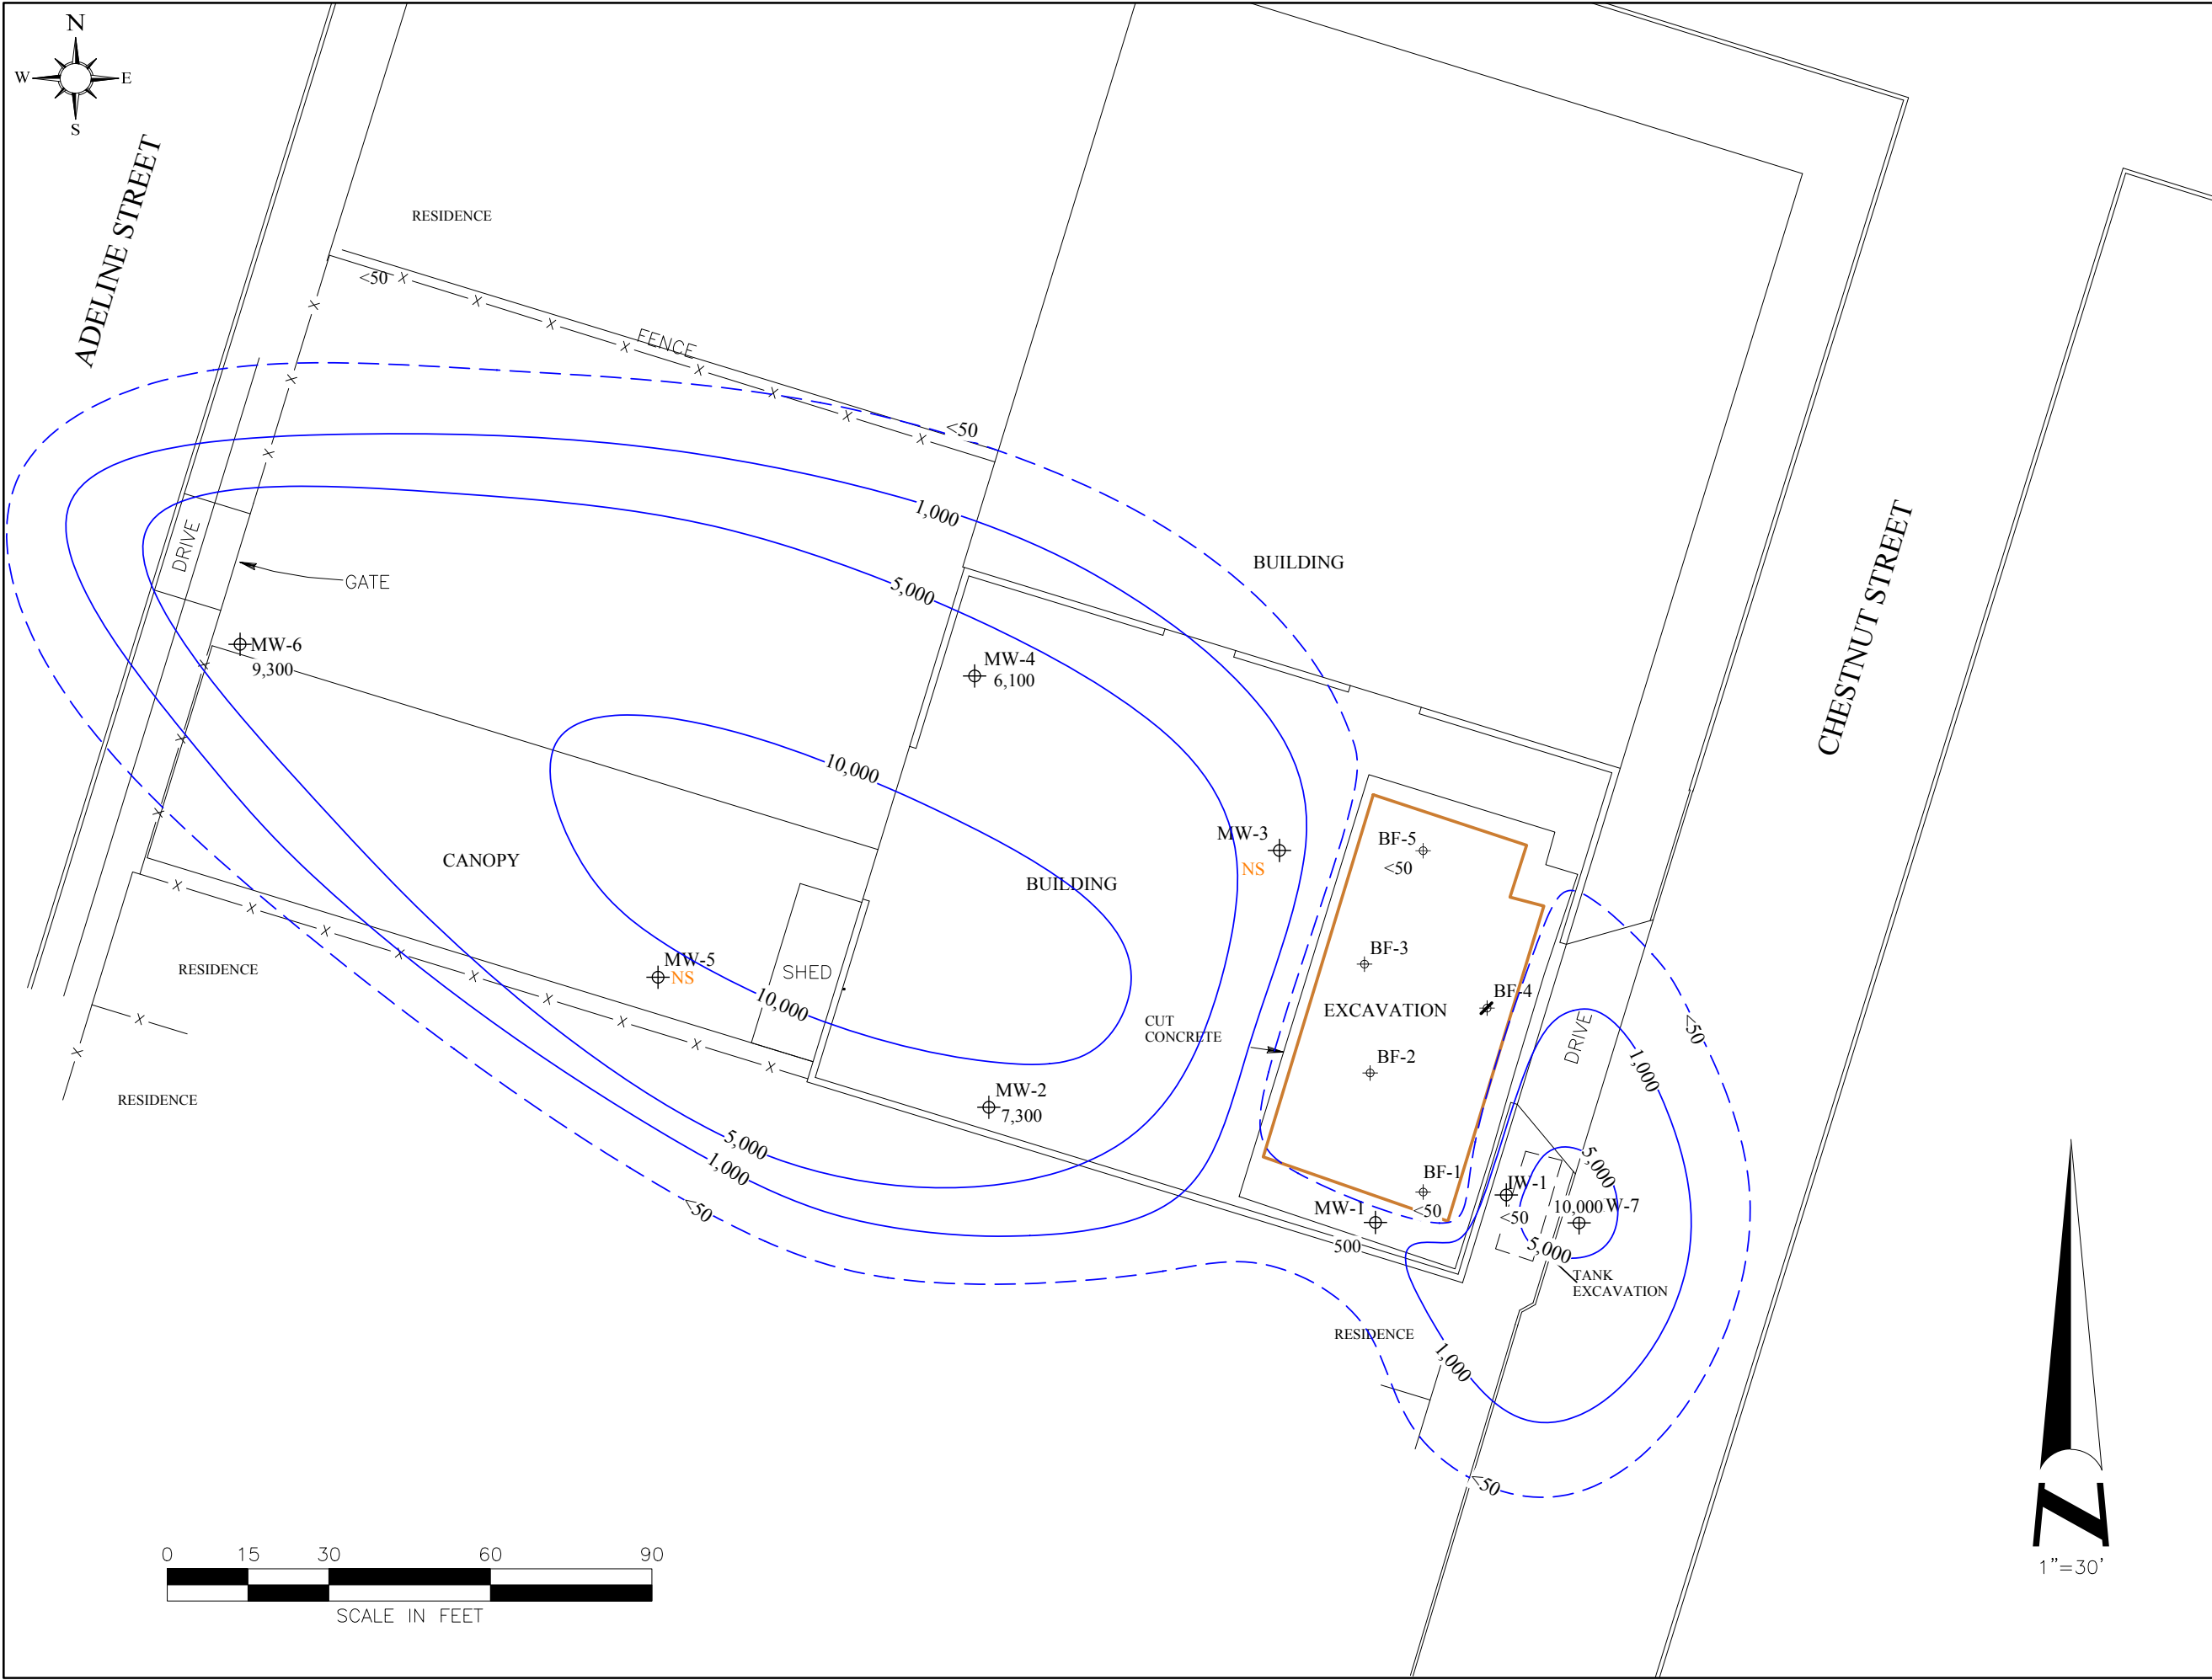 N
W E
S
ADELINE STREET
RESIDENCE
<50
FENCE
<50
1,000
5,000
BUILDING
DRIVE
GATE
CHESTNUT STREET
MW-6
9,300
MW-4
6,100
10,000
MW-3
NS
BF-5
<50
CANOPY
BUILDING
MW-5
NS
SHED
10,000
RESIDENCE
BF-3
EXCAVATION
BF-4
CUT
CONCRETE
DRIVE
<50
1,000
BF-2
RESIDENCE
MW-2
7,300
5,000
1,000
<50
5,000
BF-1
<50
IW-1
<50
10,000 W-7
MW-1
500
5,000
TANK
EXCAVATION
RESIDENCE
1,000
<50
0 15 30 60 90
SCALE IN FEET
N
1"=30'